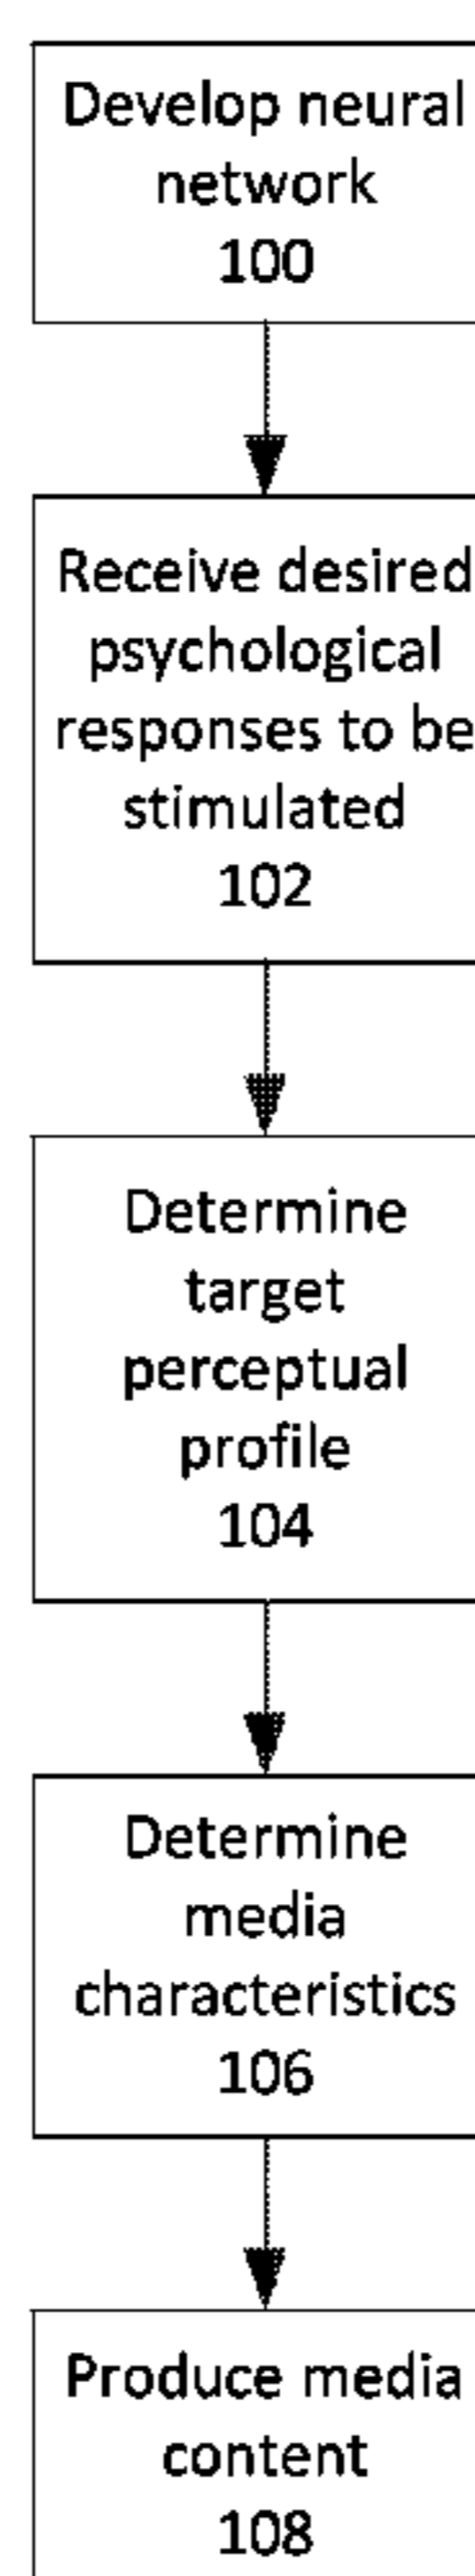 Develop neural
network
100
Receive desired
psychological
responses to be
stimulated
102
Determine
target
perceptual
profile
104
Determine
media
characteristics
106
Produce media
content
108